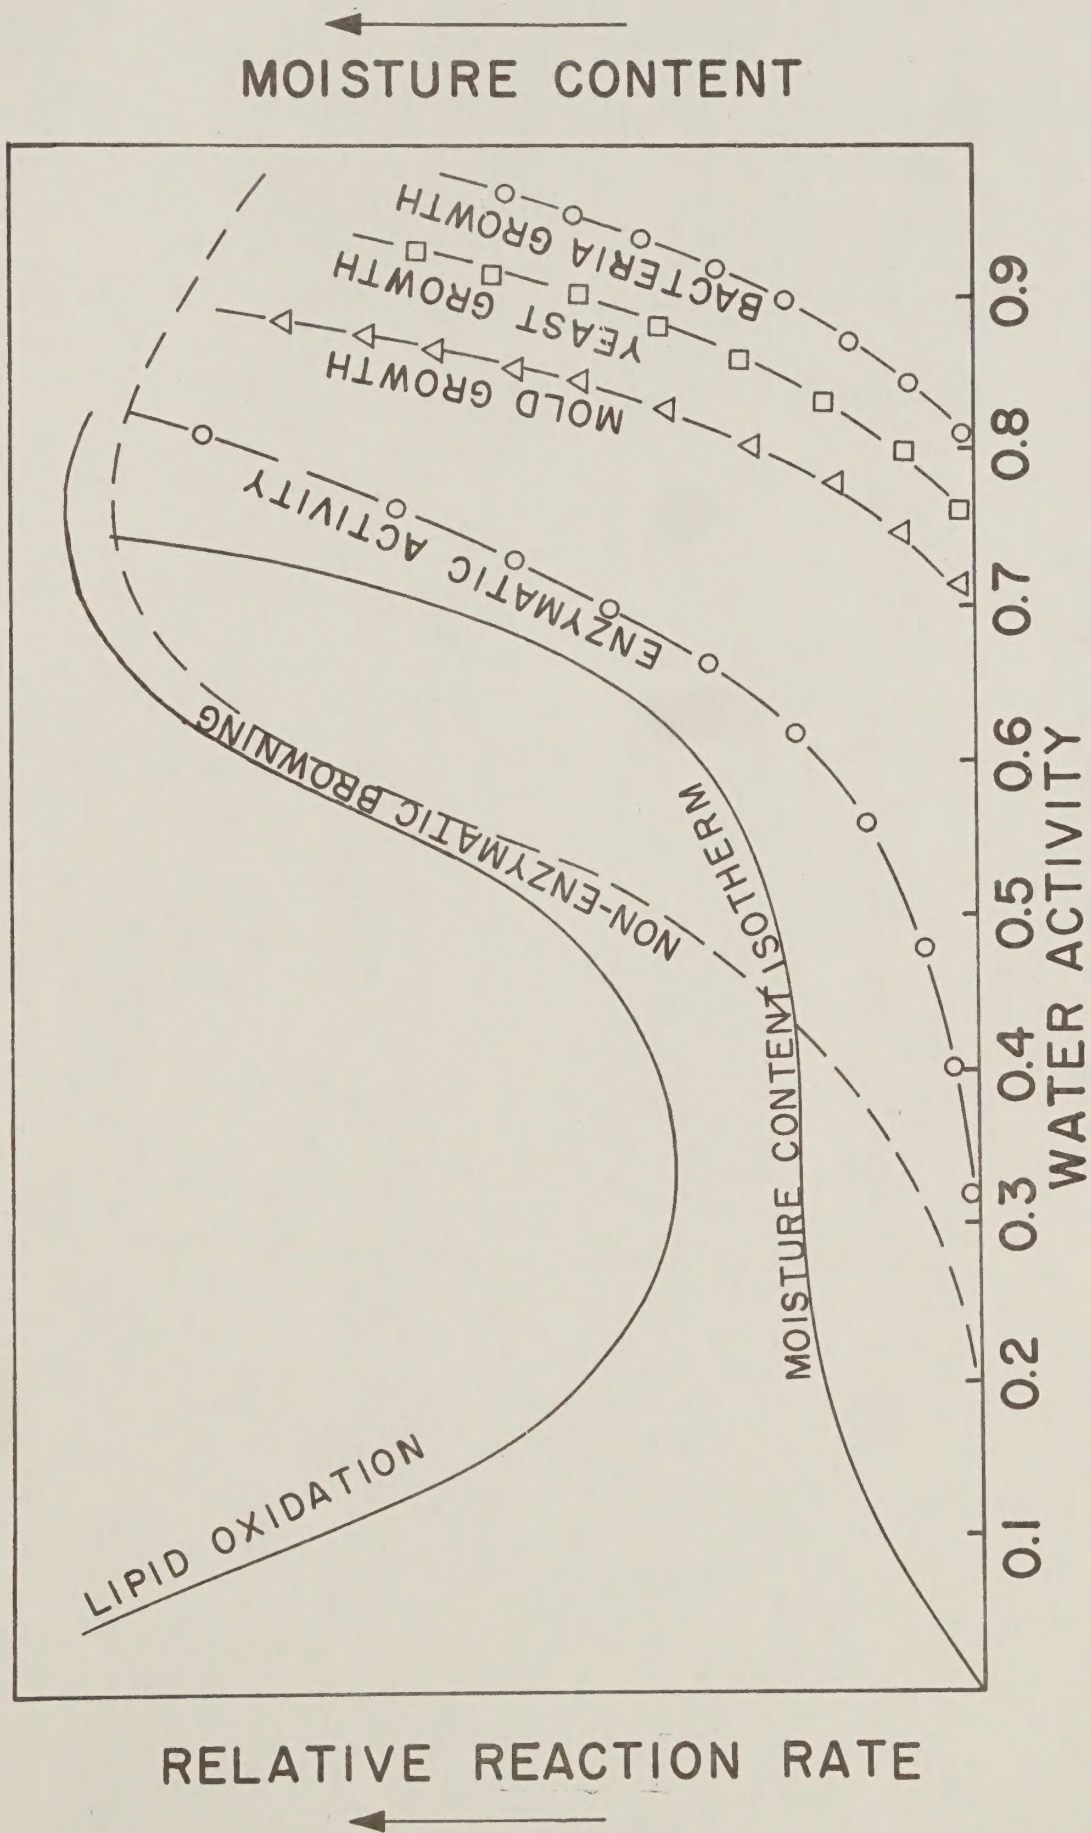 MOISTURE CONTENT
LIPID OXIDATION
NON-ENZYMATIC BROWNING
MOISTURE CONTENT ISOTHERM
ENZYMATIC ACTIVITY
MOLD GROWTH
YEAST GROWTH
BACTERIA GROWTH
0.1 0.2 0.3 0.4 0.5 0.6 0.7 0.8 0.9
WATER ACTIVITY
RELATIVE REACTION RATE